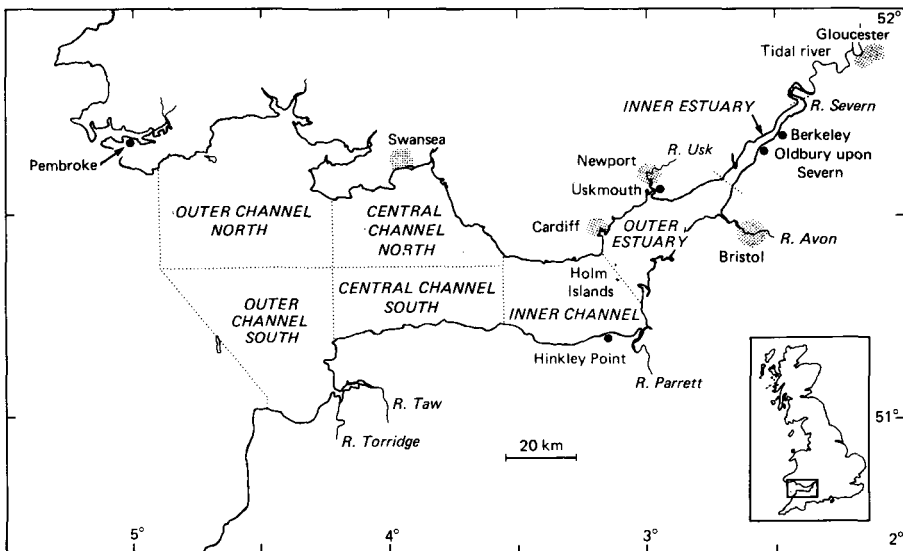 52°
Gloucester
Tidal river
R. Severn
INNER ESTUARY
Berkeley
Oldbury upon
Severn
Pembroke
Swansea
Newport
R. Usk
Uskmouth
OUTER CHANNEL
NORTH
CENTRAL
CHANNEL
NORTH
Cardiff
OUTER
ESTUARY
R. Avon
Bristol
Holm
Islands
OUTER
CHANNEL
SOUTH
CENTRAL CHANNEL
SOUTH
INNER CHANNEL
Hinkley Point
R. Parrett
R. Taw
R. Torridge
51°
20 km
5°
4°
3°
2°